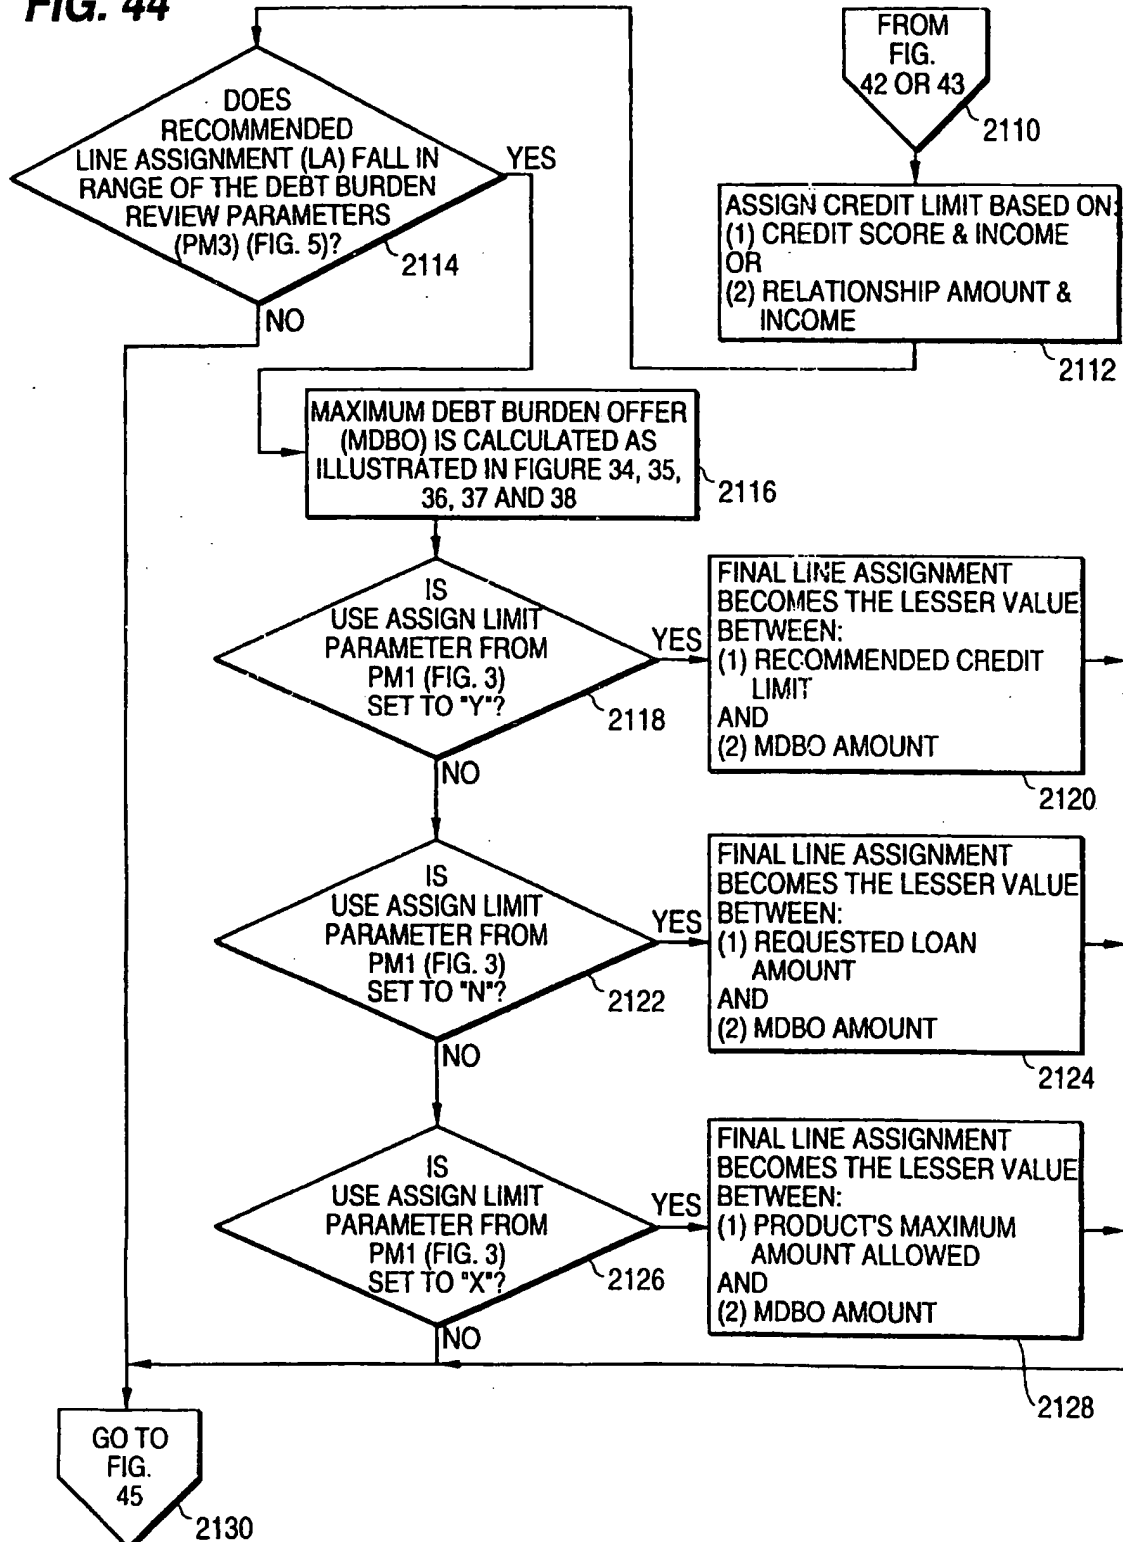 FIG. 44
FROM
FIG.
42 OR 43
2110
ASSIGN CREDIT LIMIT BASED ON:
(1) CREDIT SCORE & INCOME
OR
(2) RELATIONSHIP AMOUNT &
INCOME
2112
DOES
RECOMMENDED
LINE ASSIGNMENT (LA) FALL IN
RANGE OF THE DEBT BURDEN
REVIEW PARAMETERS
(PM3) (FIG. 5)?
2114
YES
NO
MAXIMUM DEBT BURDEN OFFER
(MDBO) IS CALCULATED AS
ILLUSTRATED IN FIGURE 34, 35,
36, 37 AND 38
2116
IS
USE ASSIGN LIMIT
PARAMETER FROM
PM1 (FIG. 3)
SET TO "Y"?
2118
YES
NO
FINAL LINE ASSIGNMENT
BECOMES THE LESSER VALUE
BETWEEN:
(1) RECOMMENDED CREDIT
LIMIT
AND
(2) MDBO AMOUNT
2120
IS
USE ASSIGN LIMIT
PARAMETER FROM
PM1 (FIG. 3)
SET TO "N"?
2122
YES
NO
FINAL LINE ASSIGNMENT
BECOMES THE LESSER VALUE
BETWEEN:
(1) REQUESTED LOAN
AMOUNT
AND
(2) MDBO AMOUNT
2124
IS
USE ASSIGN LIMIT
PARAMETER FROM
PM1 (FIG. 3)
SET TO "X"?
2126
YES
NO
FINAL LINE ASSIGNMENT
BECOMES THE LESSER VALUE
BETWEEN:
(1) PRODUCT'S MAXIMUM
AMOUNT ALLOWED
AND
(2) MDBO AMOUNT
2128
GO TO
FIG.
45
2130